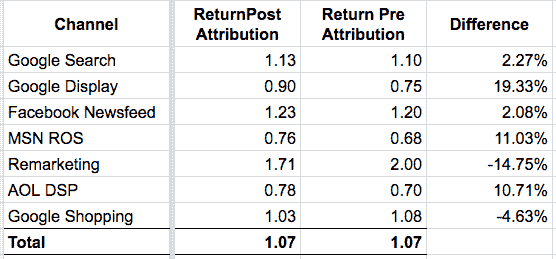 Channel ReturnPost Attribution Return Pre Attribution Difference
Google Search 1.13 1.10 2.27%
Google Display 0.90 0.75 19.33%
Facebook Newsfeed 1.23 1.20 2.08%
MSN ROS 0.76 0.68 11.03%
Remarketing 1.71 2.00 -14.75%
AOL DSP 0.78 0.70 10.71%
Google Shopping 1.03 1.08 -4.63%
Total 1.07 1.07